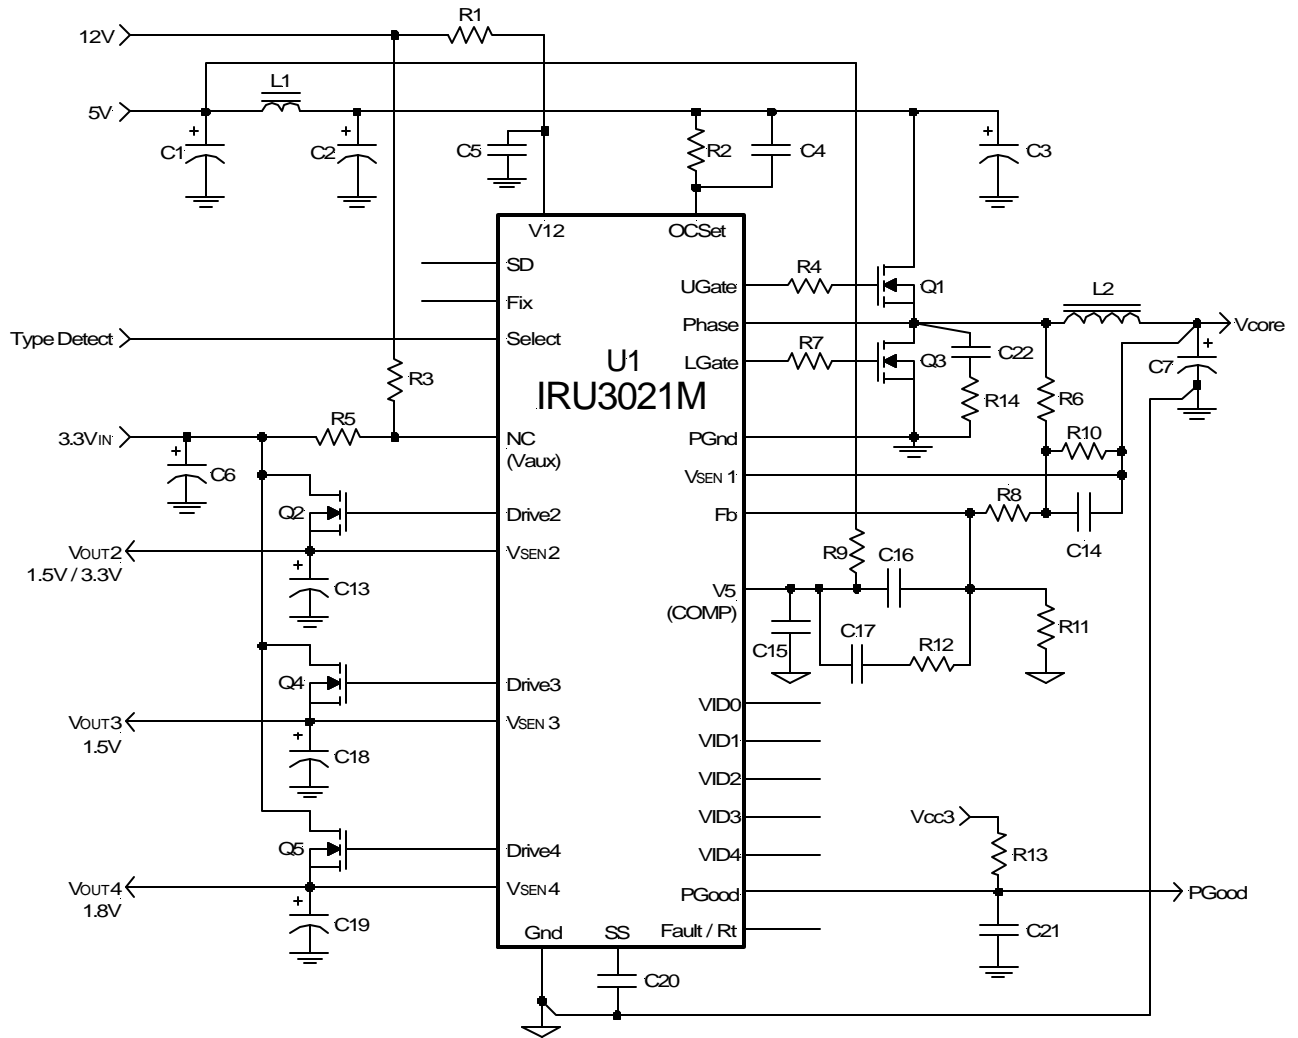 R1
12V
L1
5V
+
C1
+
C2
C5
R2
C4
+
C3
V12
OCSet
SD
UGate
R4
Q1
Fix
L2
Type Detect
Select
Phase
Vcore
U1
LGate
R7
Q3
C22
C7
+
IRU3021M
R3
R14
R6
R5
3.3VIN
NC
(Vaux)
PGnd
R10
+
C6
VSEN 1
Q2
Drive2
Fb
R8
C14
VOUT2
1.5V / 3.3V
VSEN 2
R9
C16
+
C13
V5
(COMP)
C15
C17
R12
R11
Q4
Drive3
VID0
VOUT3
1.5V
VSEN 3
VID1
+
C18
VID2
VID3
Vcc3
Q5
Drive4
VID4
R13
VOUT4
1.8V
VSEN 4
PGood
PGood
+
C19
Fault / Rt
C21
Gnd
SS
C20